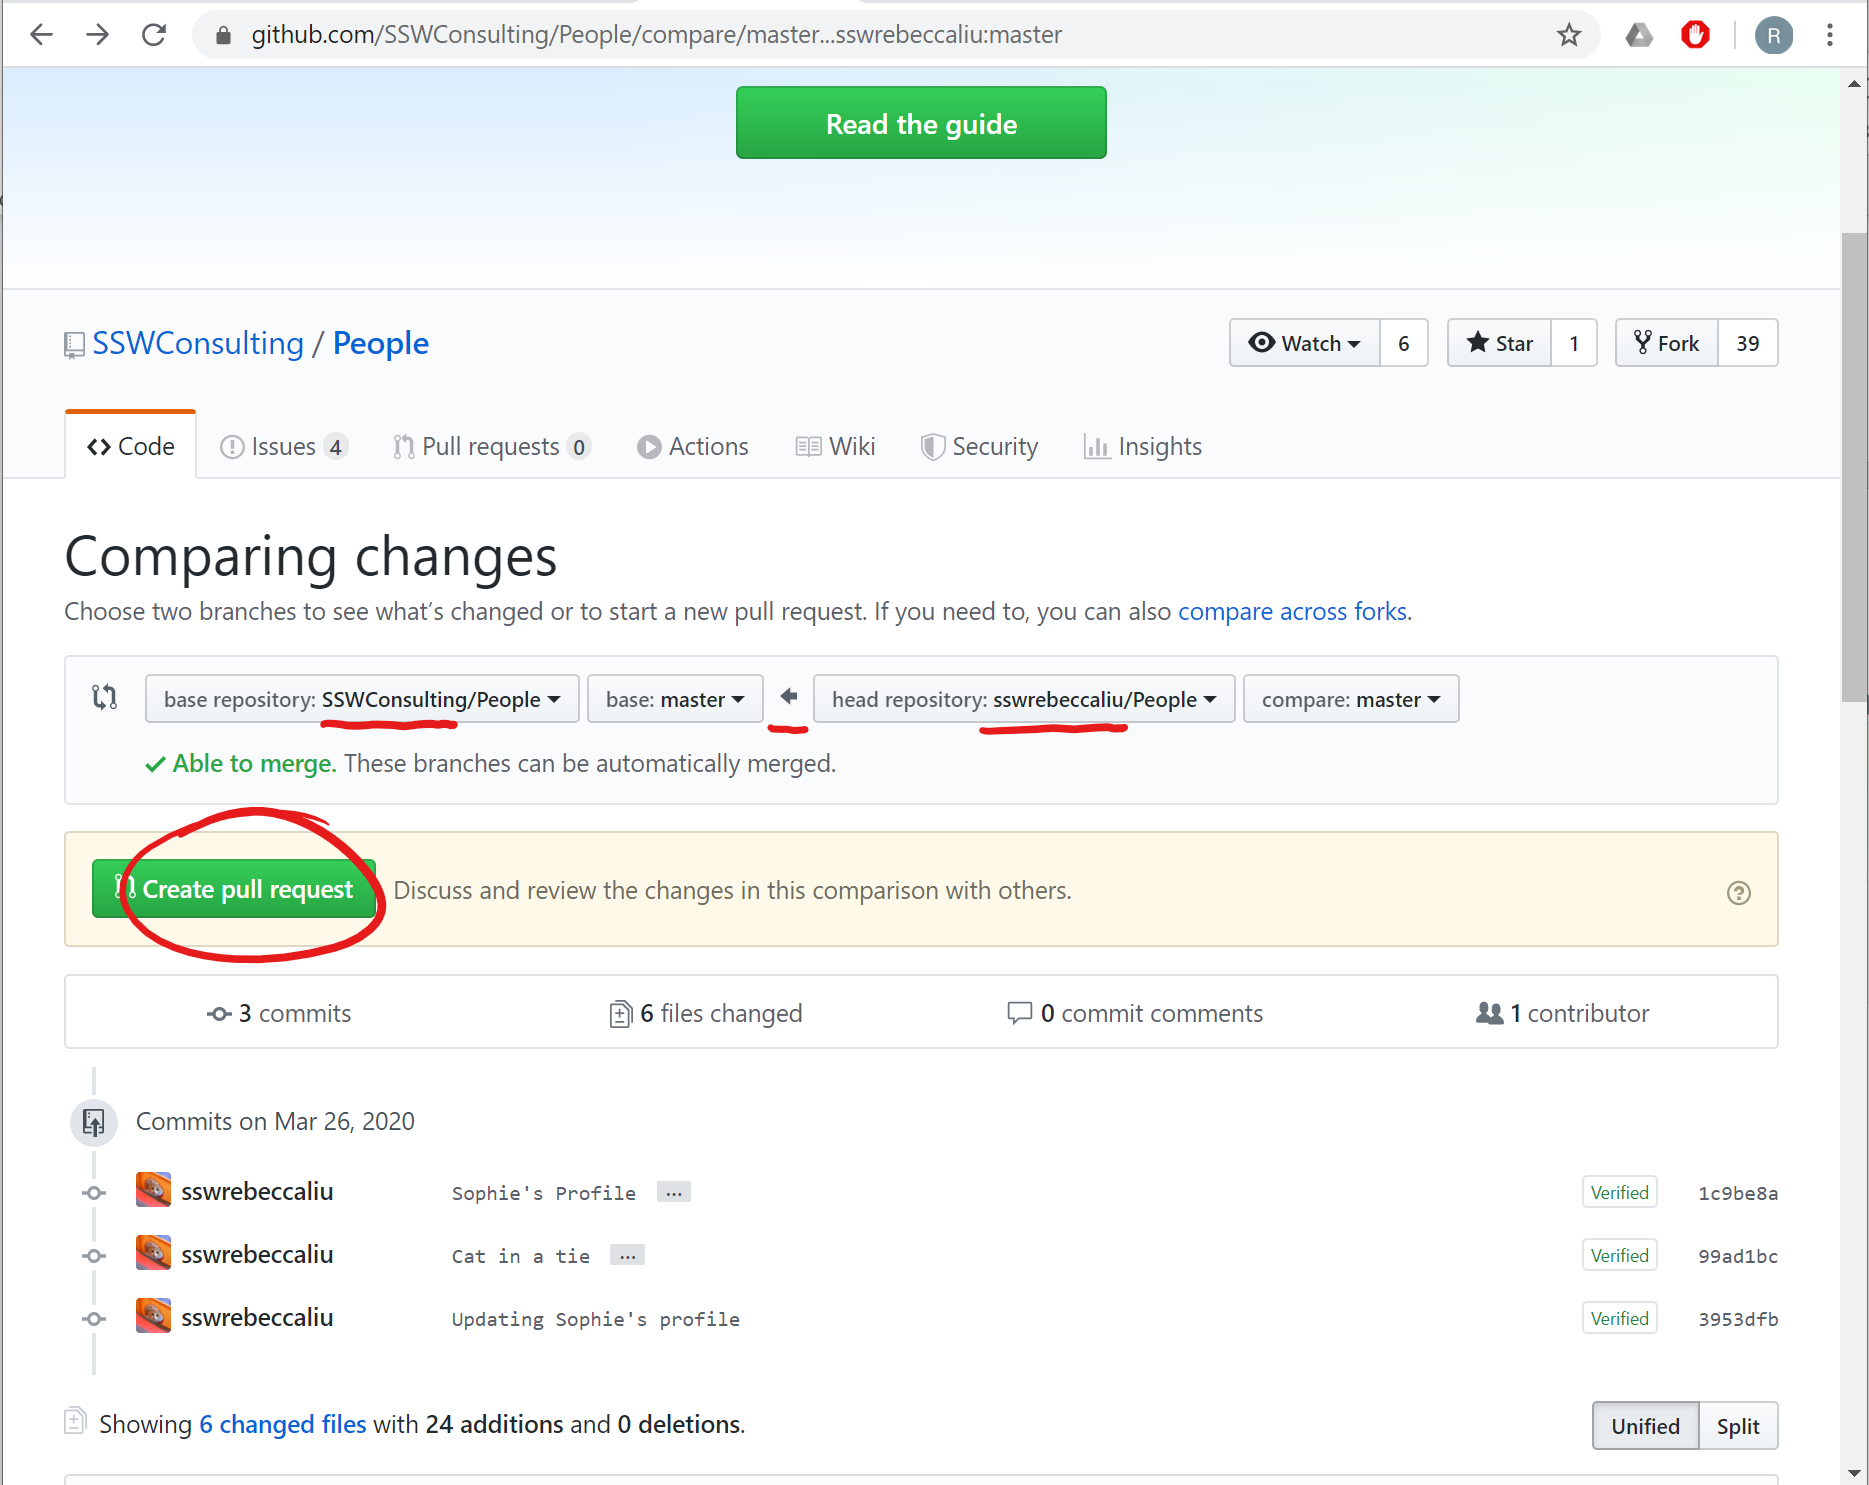 github.com/SSWConsulting/People/compare/master...sswrebeccaliu:master
R
Read the guide
SSWConsulting / People
Watch 6 Star 1 Fork 39
Code Issues 4 Pull requests 0 Actions Wiki Security Insights
Comparing changes
Choose two branches to see what’s changed or to start a new pull request. If you need to, you can also compare across forks.
base repository: SSWConsulting/People base: master head repository: sswrebeccaliu/People compare: master
Able to merge. These branches can be automatically merged.
Create pull request Discuss and review the changes in this comparison with others.
3 commits 6 files changed 0 commit comments 1 contributor
Commits on Mar 26, 2020
sswrebeccaliu Sophie's Profile ... Verified 1c9be8a
sswrebeccaliu Cat in a tie ... Verified 99ad1bc
sswrebeccaliu Updating Sophie's profile Verified 3953dfb
Showing 6 changed files with 24 additions and 0 deletions. Unified Split